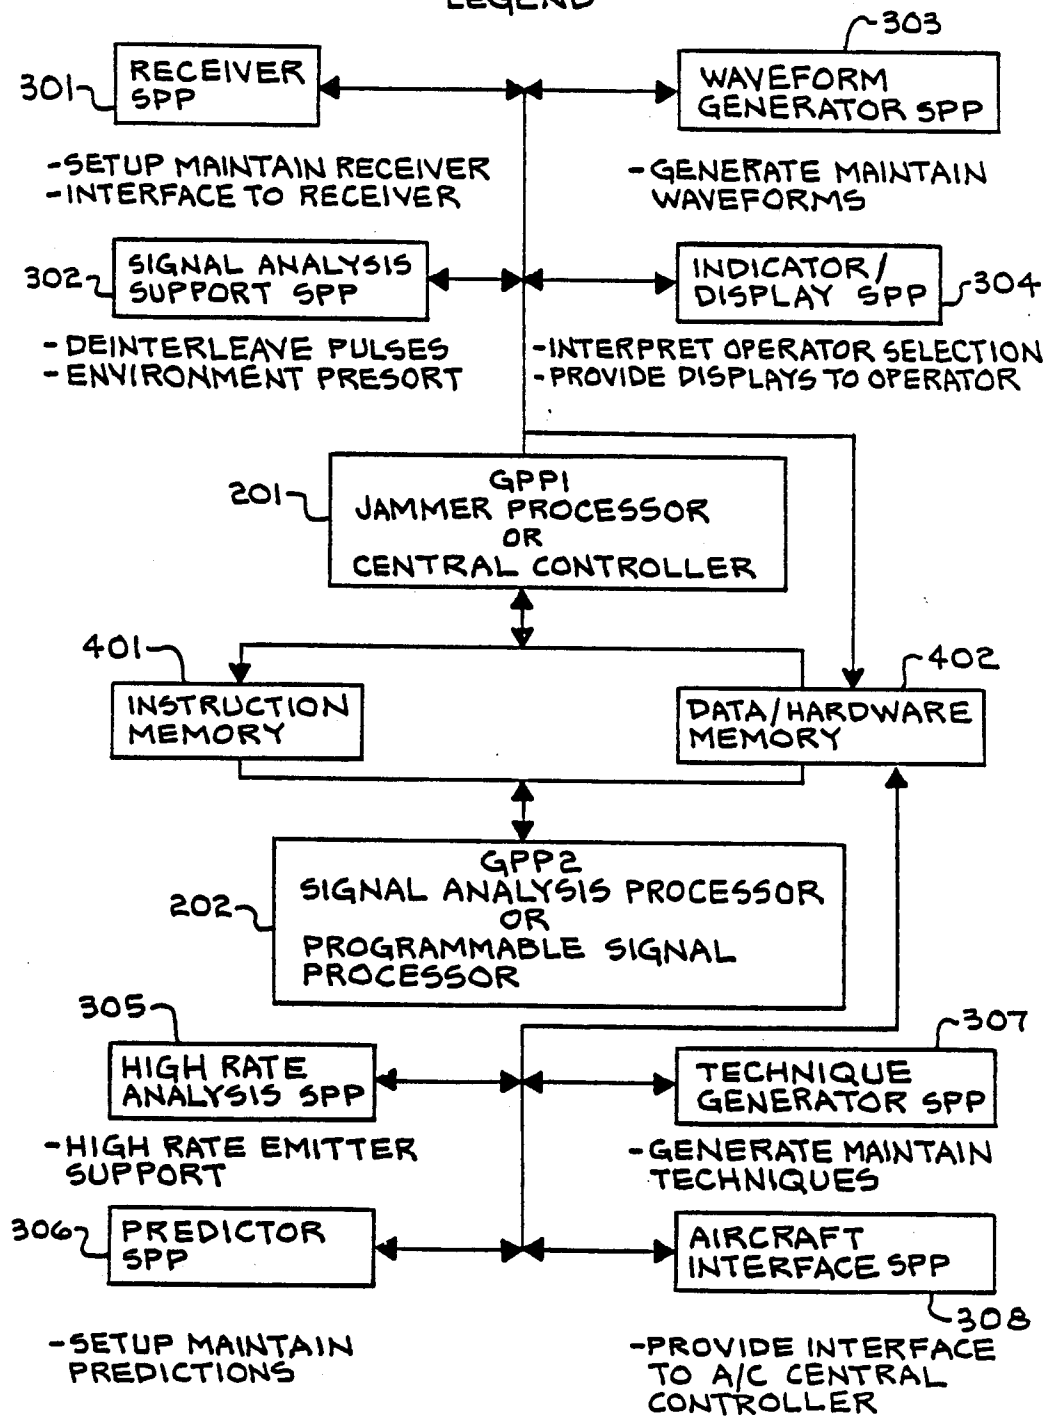 LEGEND
303
301
RECEIVER
SPP
WAVEFORM
GENERATOR SPP
-SETUP MAINTAIN RECEIVER
-INTERFACE TO RECEIVER
-GENERATE MAINTAIN
WAVEFORMS
302
SIGNAL ANALYSIS
SUPPORT SPP
INDICATOR/
DISPLAY SPP
304
-DEINTERLEAVE PULSES
-ENVIRONMENT PRESORT
-INTERPRET OPERATOR SELECTION
-PROVIDE DISPLAYS TO OPERATOR
201
GPP1
JAMMER PROCESSOR
OR
CENTRAL CONTROLLER
401
402
INSTRUCTION
MEMORY
DATA/HARDWARE
MEMORY
202
GPP2
SIGNAL ANALYSIS PROCESSOR
OR
PROGRAMMABLE SIGNAL
PROCESSOR
305
307
HIGH RATE
ANALYSIS SPP
TECHNIQUE
GENERATOR SPP
-HIGH RATE EMITTER
SUPPORT
-GENERATE MAINTAIN
TECHNIQUES
306
PREDICTOR
SPP
AIRCRAFT
INTERFACE SPP
308
-SETUP MAINTAIN
PREDICTIONS
-PROVIDE INTERFACE
TO A/C CENTRAL
CONTROLLER